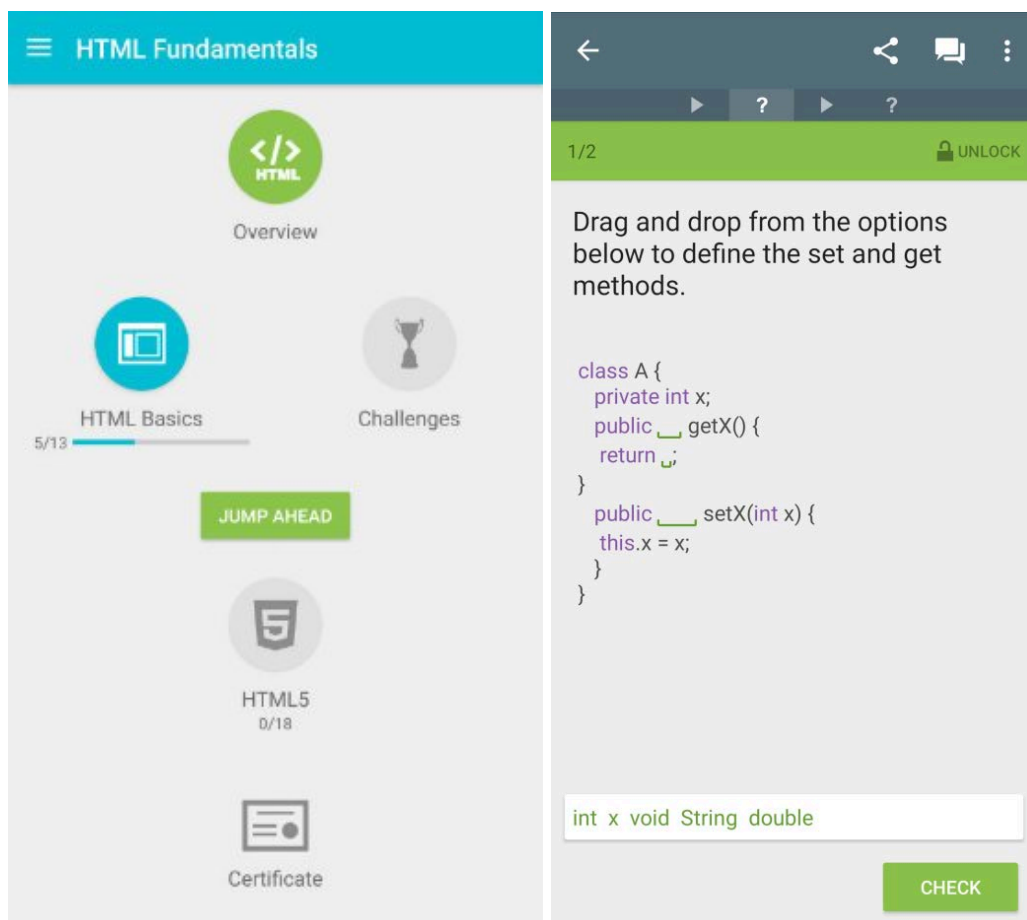 HTML Fundamentals
</>
HTML
Overview
HTML Basics
5/13
Challenges
JUMP AHEAD
5
HTML5
0/18
Certificate
?
?
1/2
UNLOCK
Drag and drop from the options
below to define the set and get
methods.
class A {
private int x;
public __ getX() {
return _;
}
public ___ setX(int x) {
this.x = x;
}
}
int x void String double
CHECK